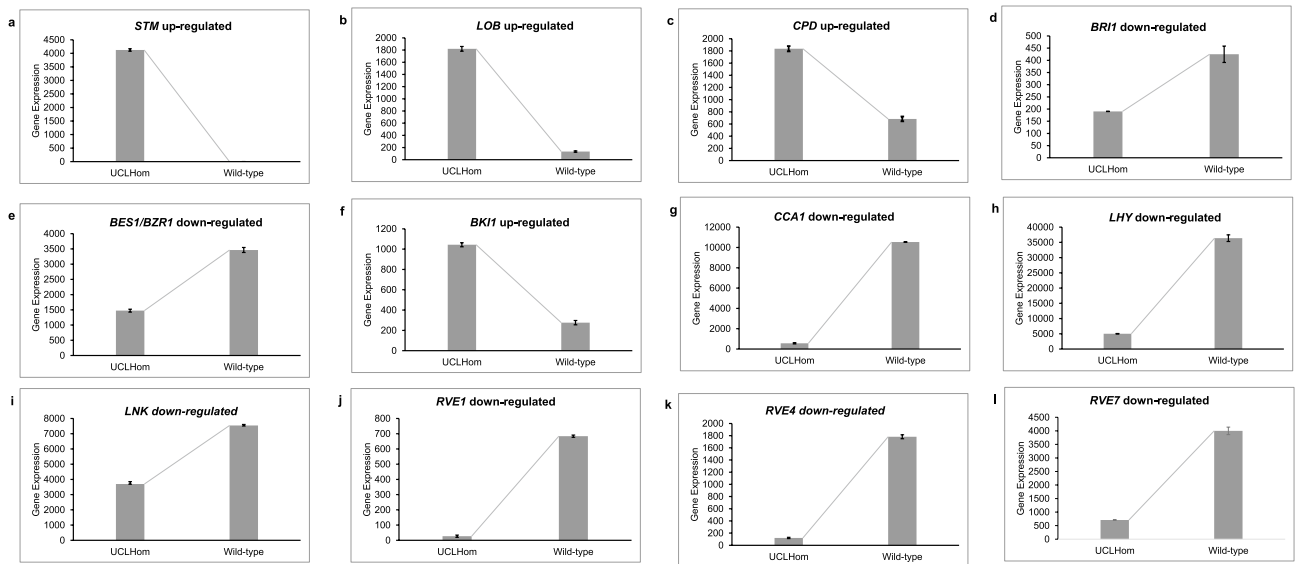 a
STM up-regulated
Gene Expression
4500
4000
3500
3000
2500
2000
1500
1000
500
0
UCLHom
Wild-type
b
LOB up-regulated
Gene Expression
2000
1800
1600
1400
1200
1000
800
600
400
200
0
UCLHom
Wild-type
c
CPD up-regulated
Gene Expression
2000
1800
1600
1400
1200
1000
800
600
400
200
0
UCLHom
Wild-type
d
BRI1 down-regulated
Gene Expression
500
450
400
350
300
250
200
150
100
50
0
UCLHom
Wild-type
e
BES1/BZR1 down-regulated
Gene Expression
4000
3500
3000
2500
2000
1500
1000
500
0
UCLHom
Wild-type
f
BKI1 up-regulated
Gene Expression
1200
1000
800
600
400
200
0
UCLHom
Wild-type
g
CCA1 down-regulated
Gene Expression
12000
10000
8000
6000
4000
2000
0
UCLHom
Wild-type
h
LHY down-regulated
Gene Expression
40000
35000
30000
25000
20000
15000
10000
5000
0
UCLHom
Wild-type
i
LNK down-regulated
Gene Expression
8000
7000
6000
5000
4000
3000
2000
1000
0
UCLHom
Wild-type
j
RVE1 down-regulated
Gene Expression
800
700
600
500
400
300
200
100
0
UCLHom
Wild-type
k
RVE4 down-regulated
Gene Expression
2000
1800
1600
1400
1200
1000
800
600
400
200
0
UCLHom
Wild-type
l
RVE7 down-regulated
Gene Expression
4500
4000
3500
3000
2500
2000
1500
1000
500
0
UCLHom
Wild-type